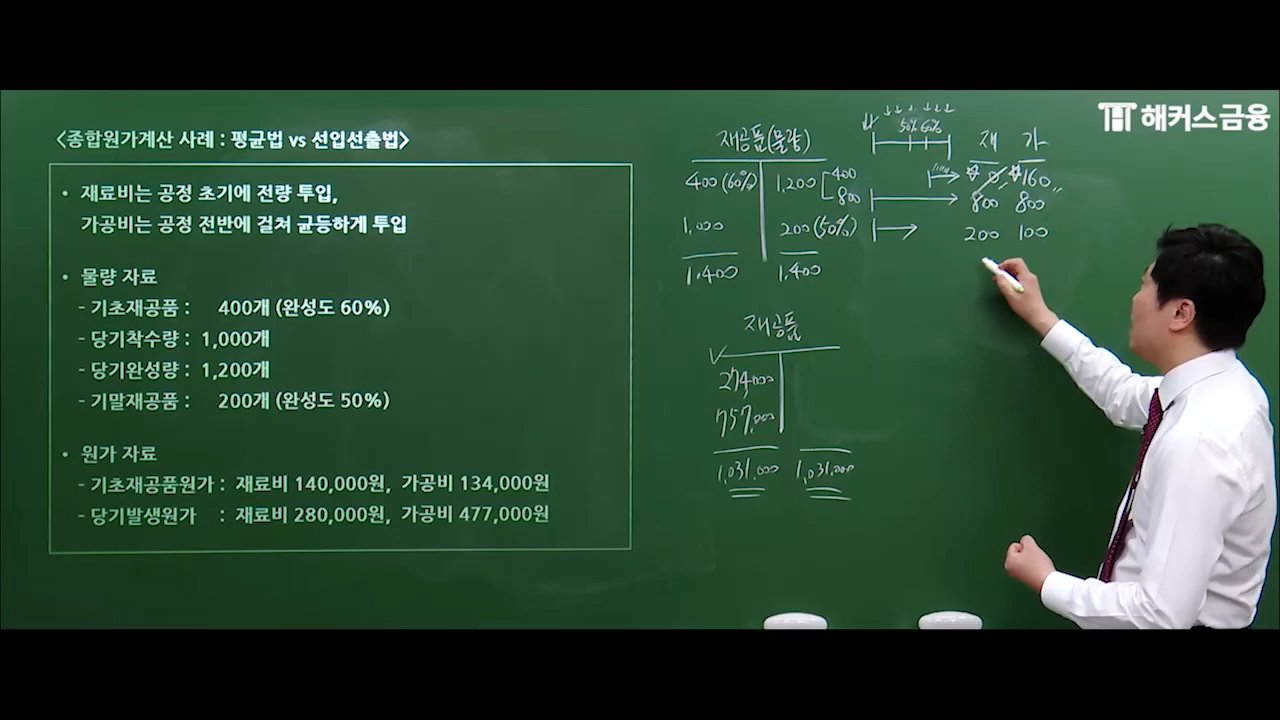 해커스금융
<종합원가계산 사례 : 평균법 vs 선입선출법>
• 재료비는 공정 초기에 전량 투입,
가공비는 공정 전반에 걸쳐 균등하게 투입
• 물량 자료
- 기초재공품 : 400개 (완성도 60%)
- 당기착수량 : 1,000개
- 당기완성량 : 1,200개
- 기말재공품 : 200개 (완성도 50%)
• 원가 자료
- 기초재공품원가 : 재료비 140,000원, 가공비 134,000원
- 당기발생원가 : 재료비 280,000원, 가공비 477,000원
재공품(물량)
400(60%) 1,200 400
800
1,000 200(50%)
1,400 1,400
50% 60%
재 가
0 160
800 800
200 100
재공품
274,000
757,000
1,031,000 1,031,000